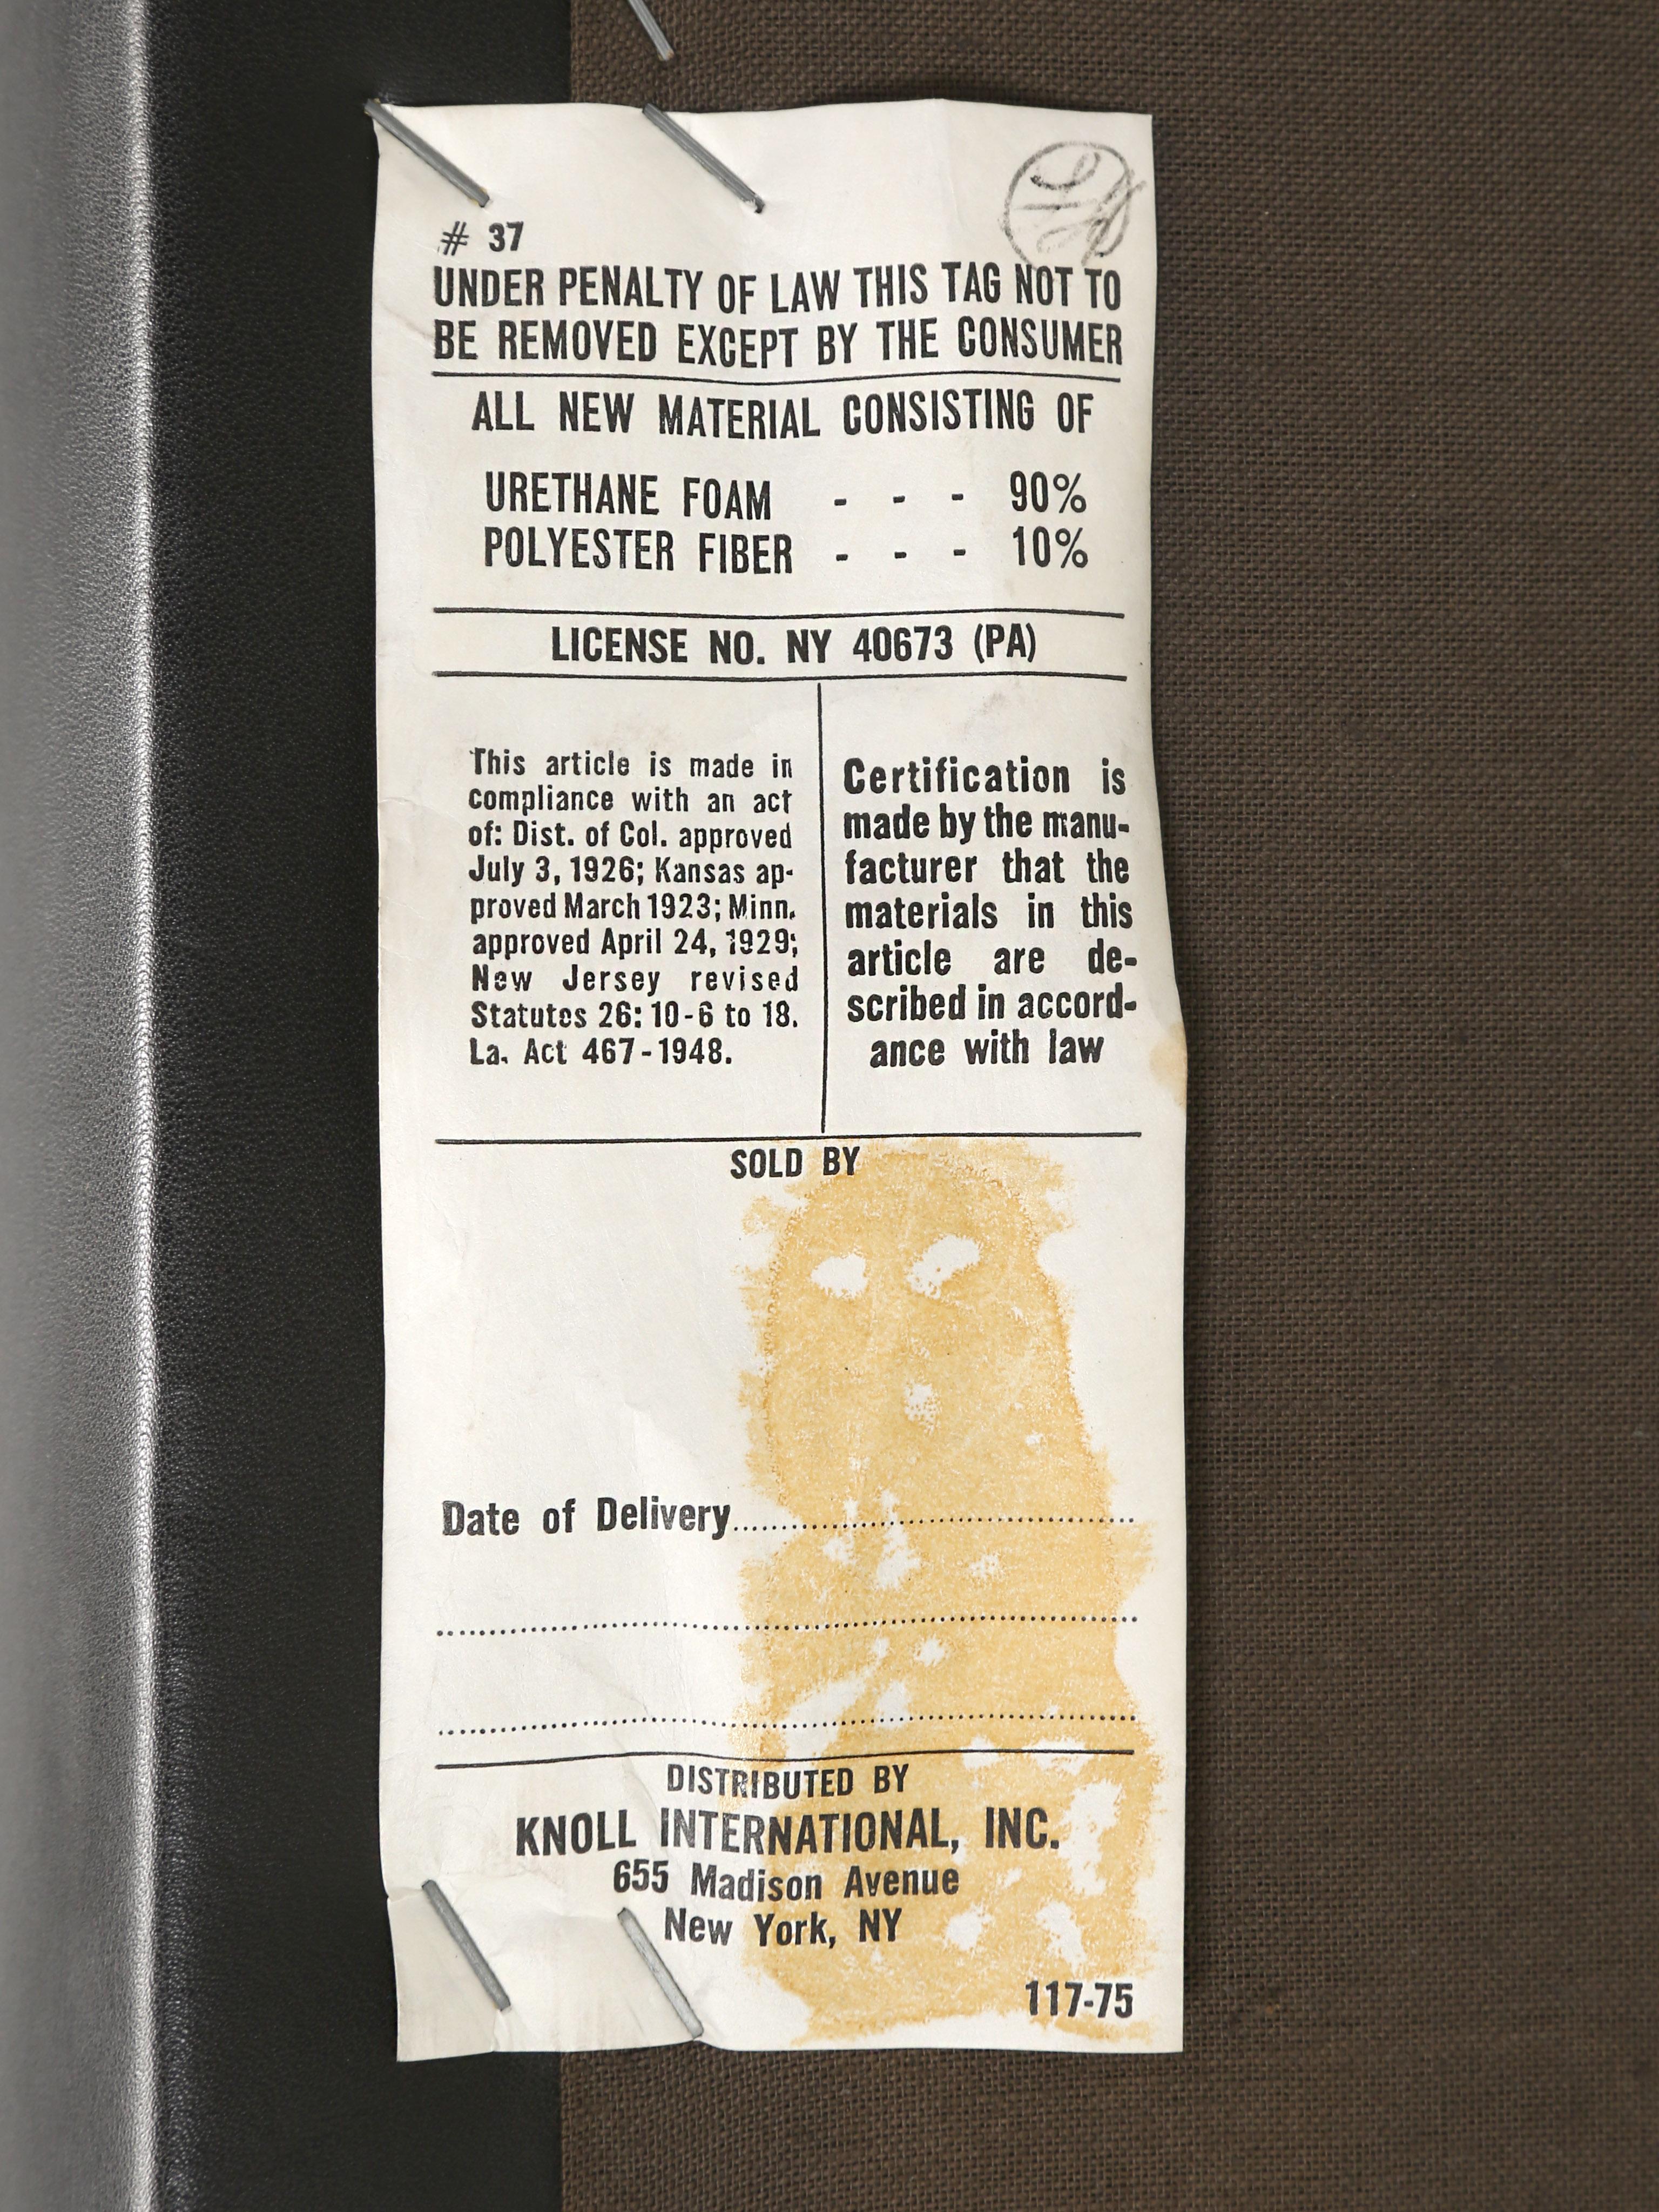 # 37
UNDER PENALTY OF LAW THIS TAG NOT TO
BE REMOVED EXCEPT BY THE CONSUMER
ALL NEW MATERIAL CONSISTING OF
URETHANE FOAM - - - 90%
POLYESTER FIBER - - - 10%
LICENSE NO. NY 40673 (PA)
This article is made in
compliance with an act
of: Dist. of Col. approved
July 3, 1926; Kansas ap-
proved March 1923; Minn.
approved April 24, 1929;
New Jersey revised
Statutes 26: 10-6 to 18.
La. Act 467-1948.
Certification is
made by the manu-
facturer that the
materials in this
article are de-
scribed in accord-
ance with law
SOLD BY
Date of Delivery
DISTRIBUTED BY
KNOLL INTERNATIONAL, INC.
655 Madison Avenue
New York, NY
117-75